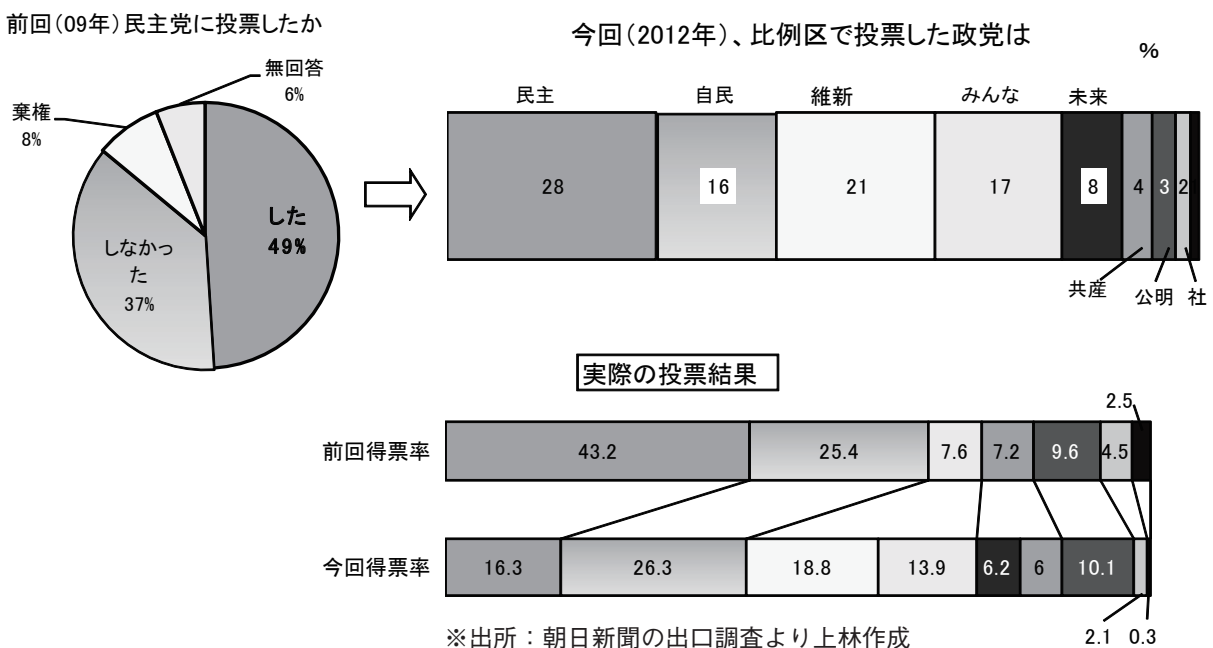 前回(09年)民主党に投票したか
無回答
6%
棄権
8%
しなかっ
た
37%
した
49%
今回(2012年)、比例区で投票した政党は
%
民主 自民 維新 みんな 未来
28 16 21 17 8 4 3 2 1
共産 公明 社
実際の投票結果
2.5
前回得票率 43.2 25.4 7.6 7.2 9.6 4.5
今回得票率 16.3 26.3 18.8 13.9 6.2 6 10.1
2.1 0.3
※出所：朝日新聞の出口調査より上林作成